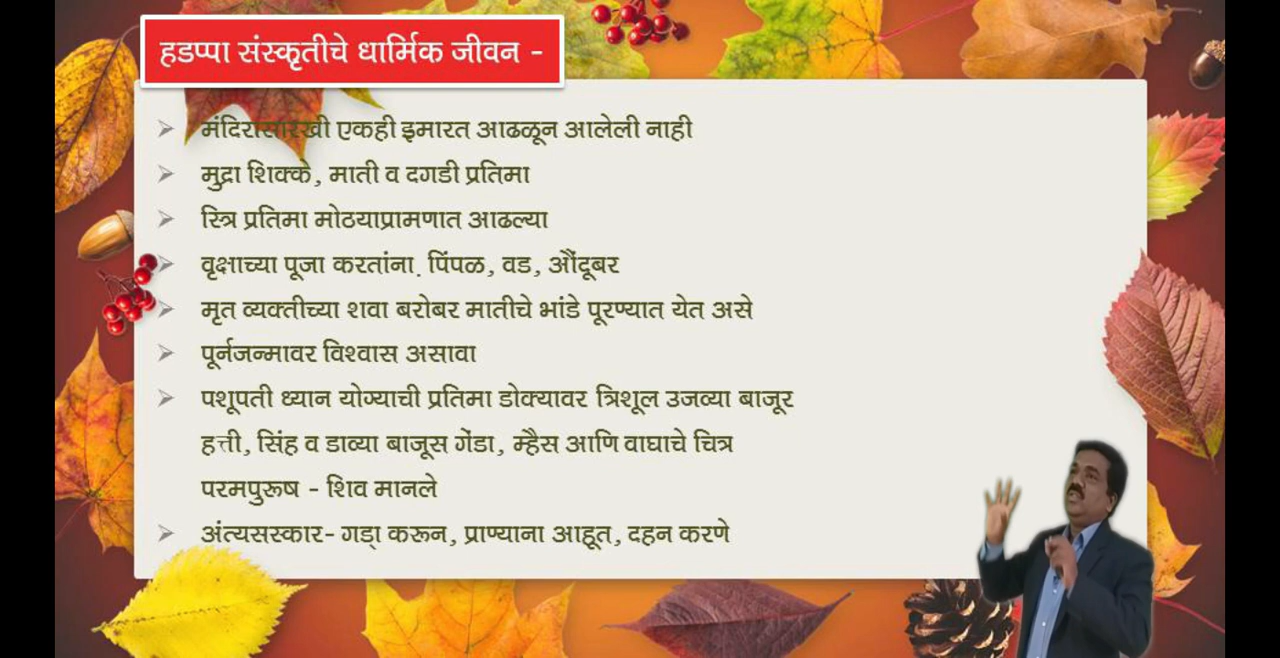 हडप्पा संस्कृतीचे धार्मिक जीवन -
मंदिरासारखी एकही इमारत आढळून आलेली नाही
मुद्रा शिक्के, माती व दगडी प्रतिमा
स्त्रि प्रतिमा मोठयाप्रामणात आढल्या
वृक्षाच्या पूजा करतांना. पिंपळ, वड, औंदूबर
मृत व्यक्तीच्या शवा बरोबर मातीचे भांडे पूरण्यात येत असे
पूर्नजन्मावर विश्वास असावा
पशूपती ध्यान योग्याची प्रतिमा डोक्यावर त्रिशूल उजव्या बाजूर
हत्ती, सिंह व डाव्या बाजूस गेंडा, म्हैस आणि वाघाचे चित्र
परमपुरूष - शिव मानले
अंत्यसस्कार- गडा् करून, प्राण्याना आहूत, दहन करणे